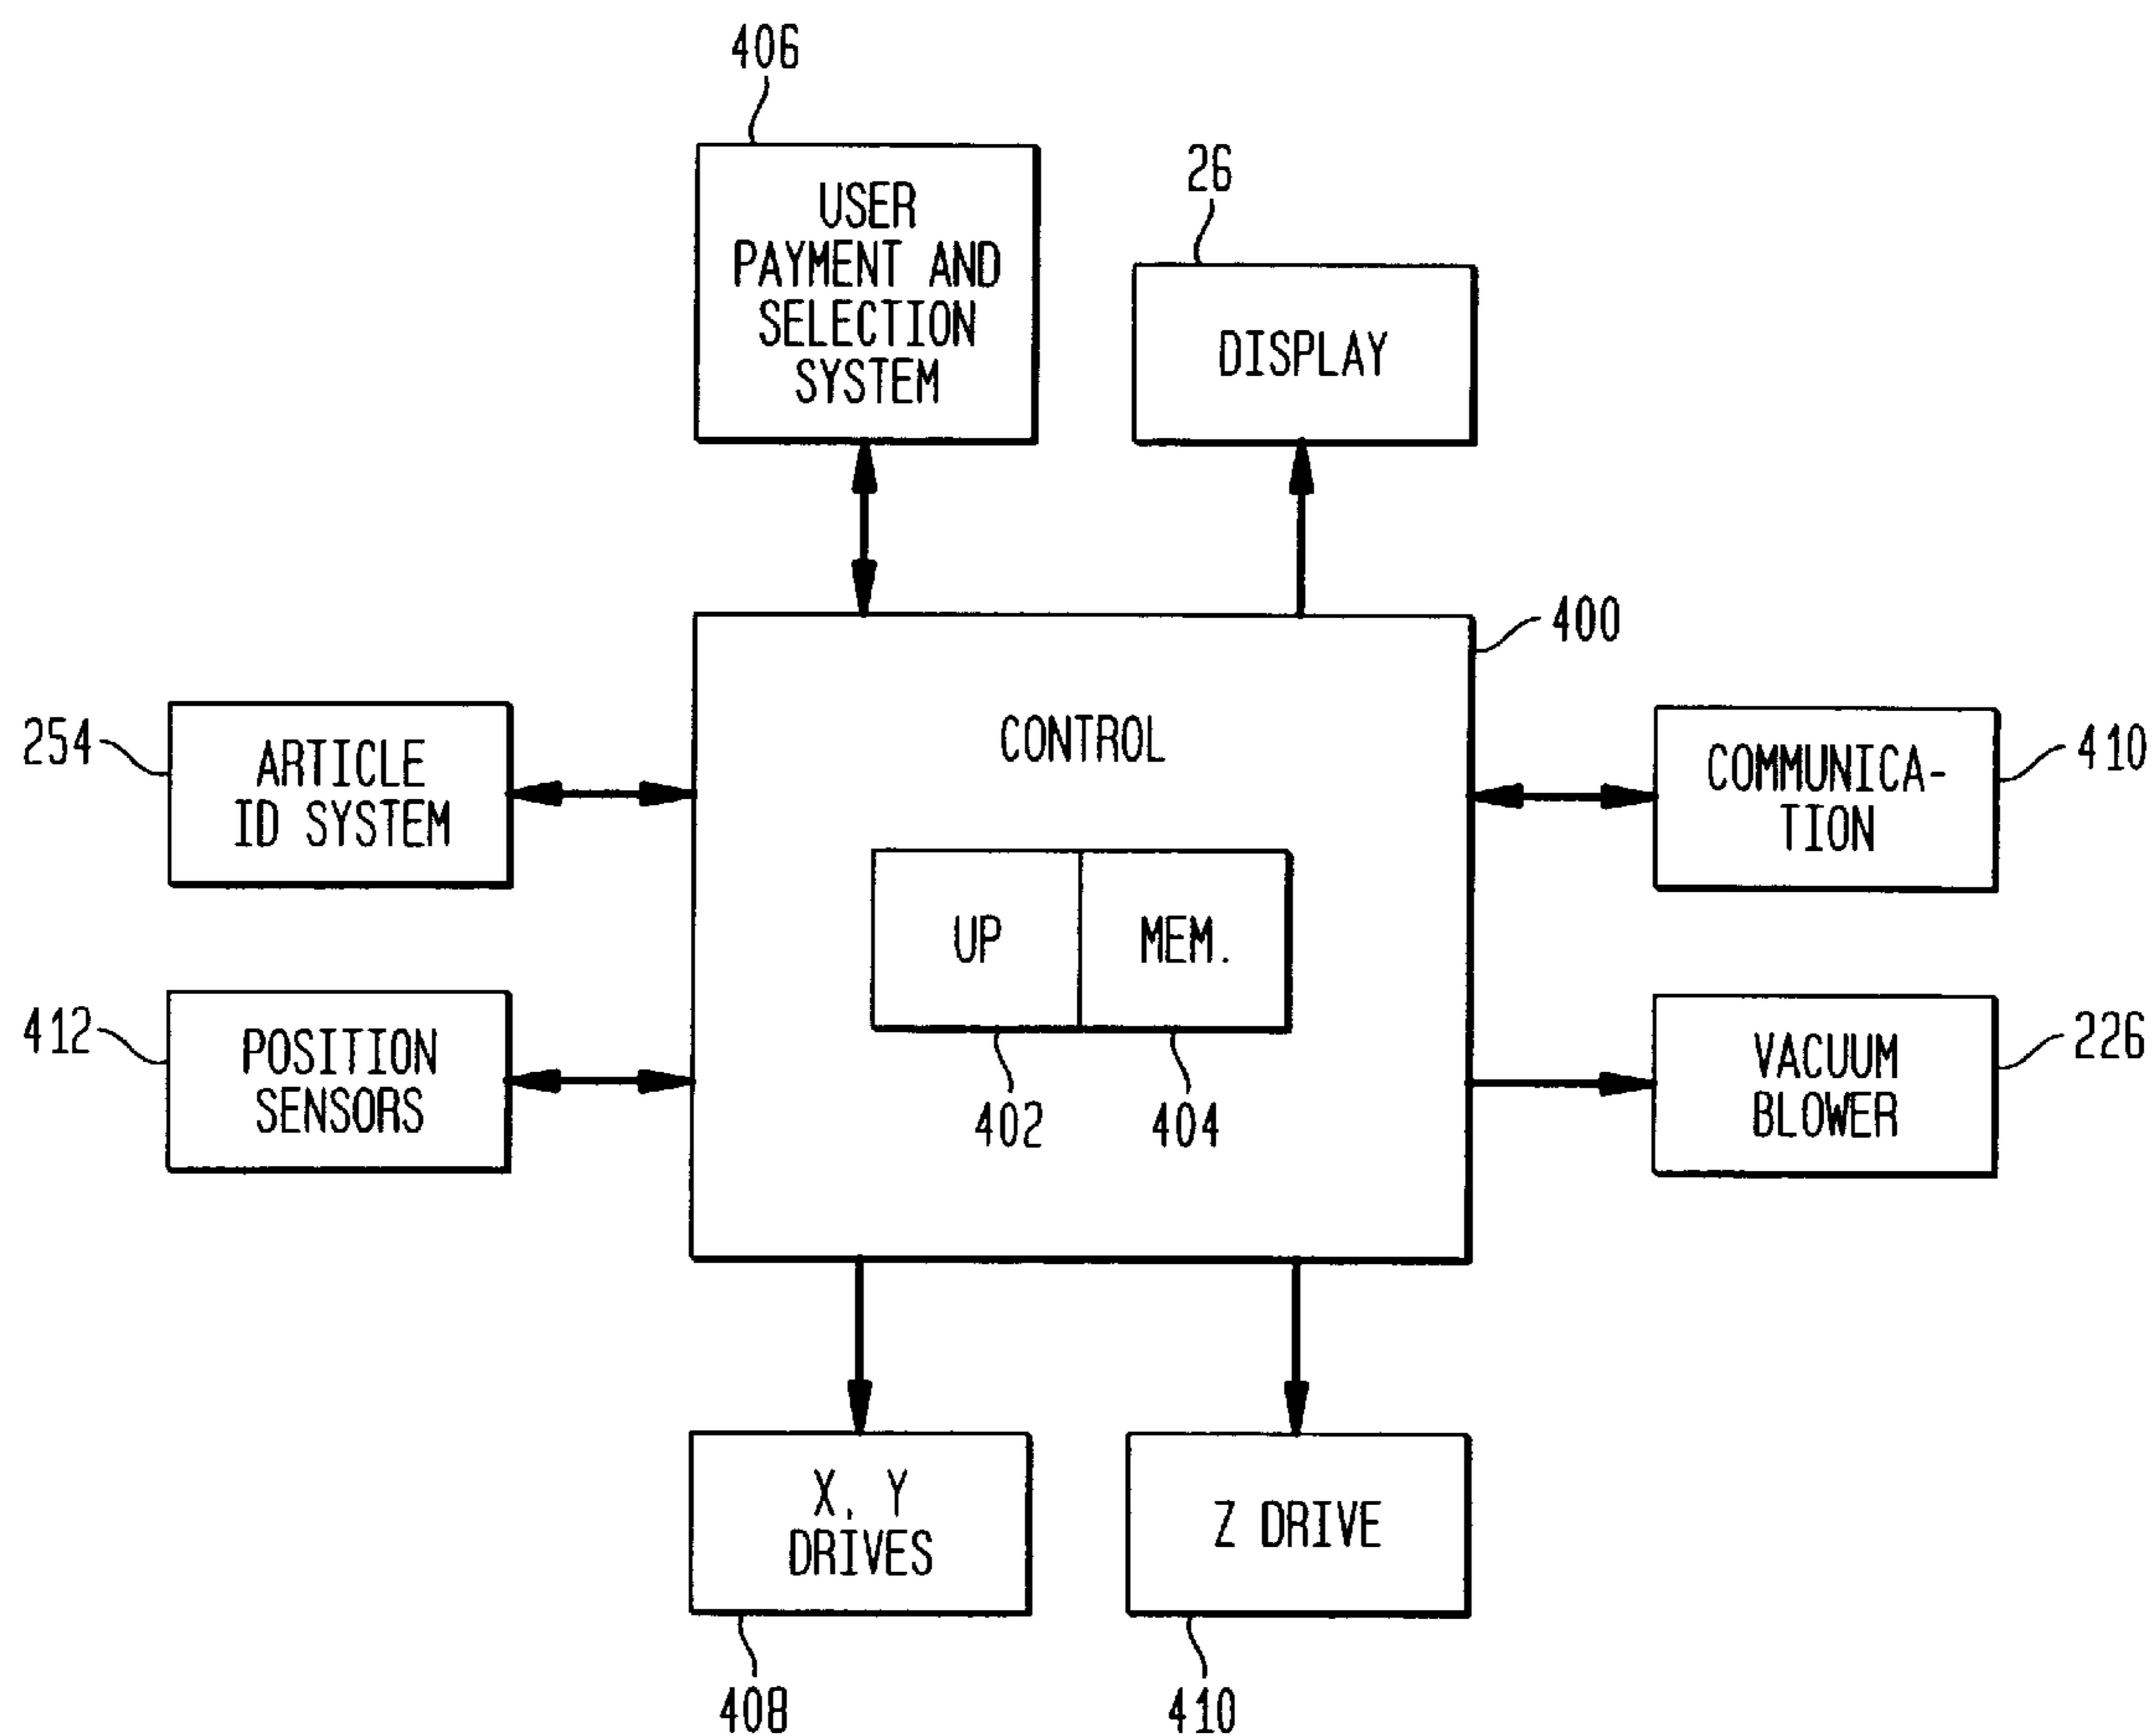 406
USER
PAYMENT AND
SELECTION
SYSTEM
26
DISPLAY
400
CONTROL
254
ARTICLE
ID SYSTEM
COMMUNICA-
TION
410
UP
MEM.
402
404
412
POSITION
SENSORS
VACUUM
BLOWER
226
X, Y
DRIVES
408
Z DRIVE
410